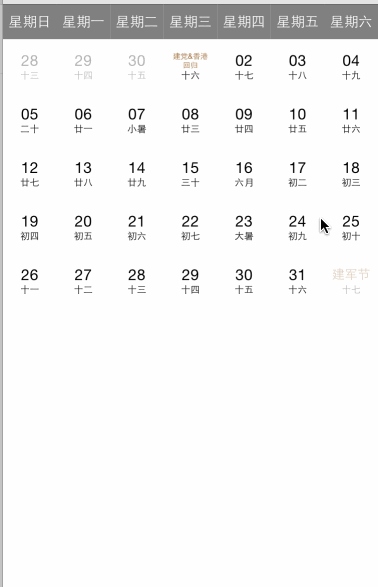 星期日 星期一 星期二 星期三 星期四 星期五 星期六
28 29 30 建党&香港 02 03 04
回归
十三 十四 十五 十六 十七 十八 十九
05 06 07 08 09 10 11
二十 廿一 小暑 廿三 廿四 廿五 廿六
12 13 14 15 16 17 18
廿七 廿八 廿九 三十 六月 初二 初三
19 20 21 22 23 24 25
初四 初五 初六 初七 大暑 初九 初十
26 27 28 29 30 31 建军节
十一 十二 十三 十四 十五 十六 十七